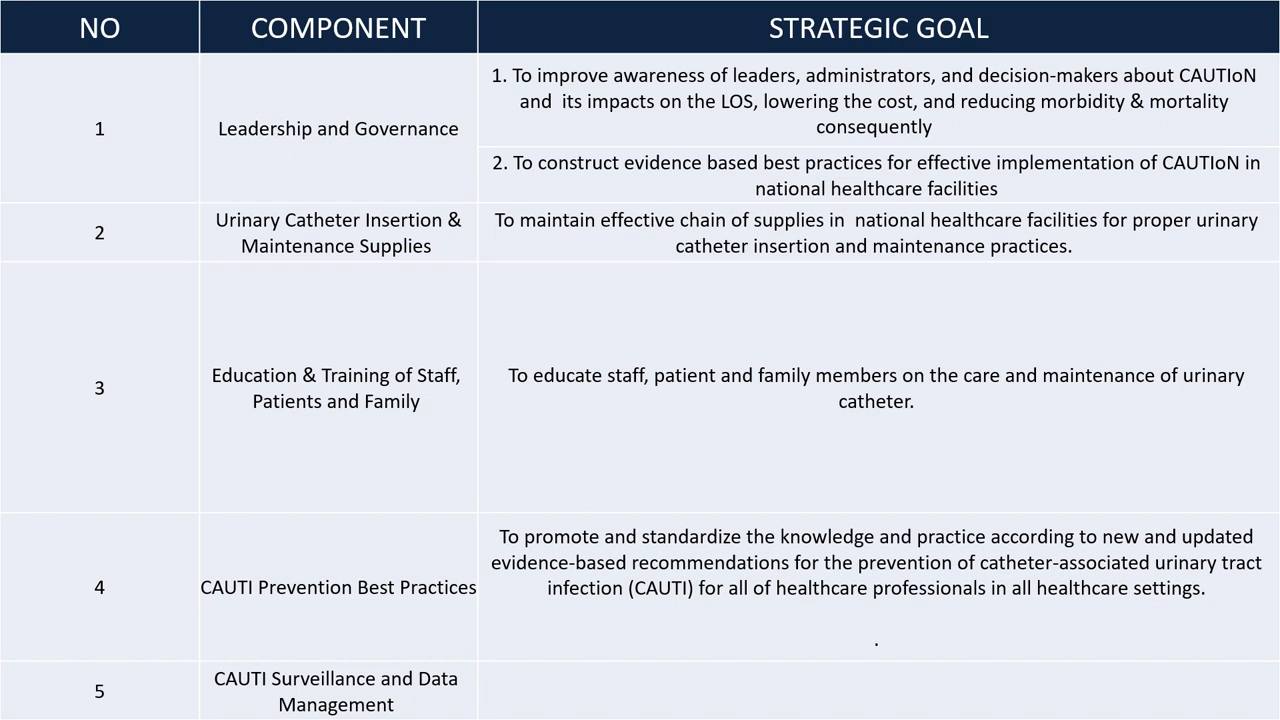 NO COMPONENT STRATEGIC GOAL
1
Leadership and Governance
1. To improve awareness of leaders, administrators, and decision-makers about CAUTIoN
and  its impacts on the LOS, lowering the cost, and reducing morbidity & mortality
consequently
2. To construct evidence based best practices for effective implementation of CAUTIoN in
national healthcare facilities
2
Urinary Catheter Insertion &
Maintenance Supplies
To maintain effective chain of supplies in  national healthcare facilities for proper urinary
catheter insertion and maintenance practices.
3
Education & Training of Staff,
Patients and Family
To educate staff, patient and family members on the care and maintenance of urinary
catheter.
4
CAUTI Prevention Best Practices
To promote and standardize the knowledge and practice according to new and updated
evidence-based recommendations for the prevention of catheter-associated urinary tract
infection (CAUTI) for all of healthcare professionals in all healthcare settings.
.
5
CAUTI Surveillance and Data
Management